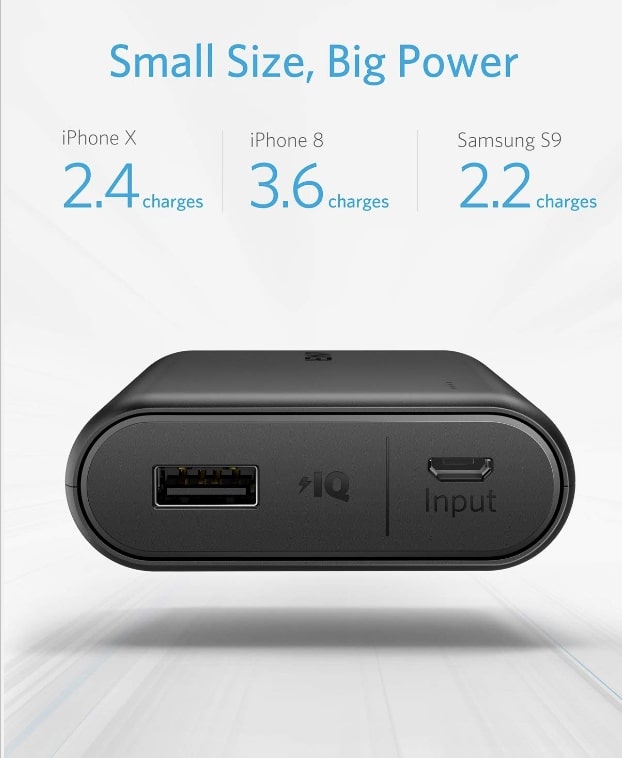 Small Size, Big Power
iPhone X
2.4 charges
iPhone 8
3.6 charges
Samsung S9
2.2 charges
IQ
Input